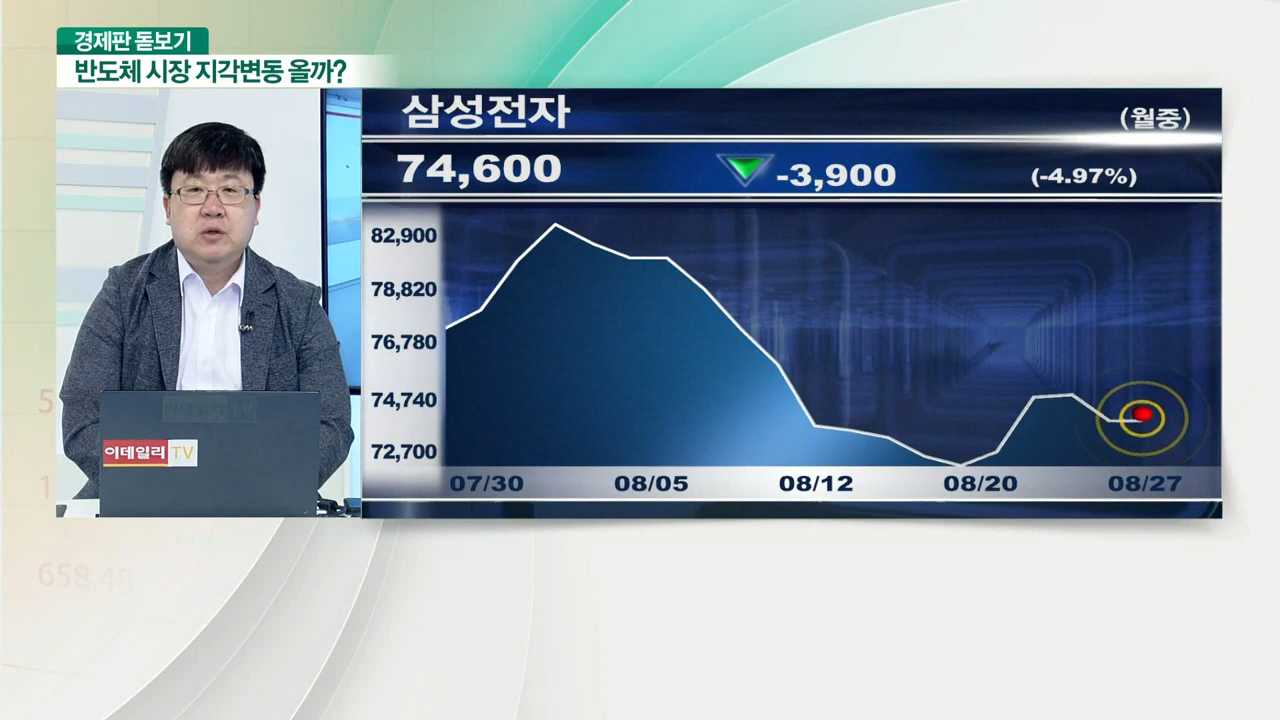 경제판 돋보기
반도체 시장 지각변동 올까?
삼성전자
(월중)
74,600
-3,900
(-4.97%)
82,900
78,820
76,780
74,740
72,700
07/30
08/05
08/12
08/20
08/27
이데일리 TV
658.48